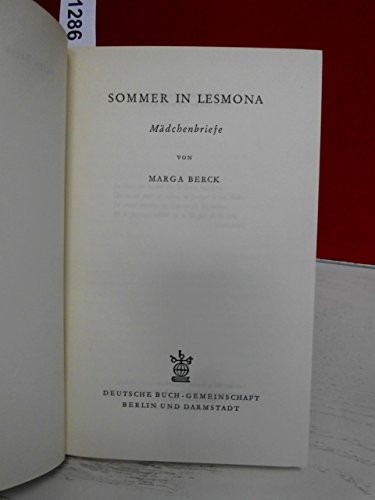 1286
SOMMER IN LESMONA
Mädchenbriefe
VON
MARGA BERCK
DEUTSCHE BUCH-GEMEINSCHAFT
BERLIN UND DARMSTADT